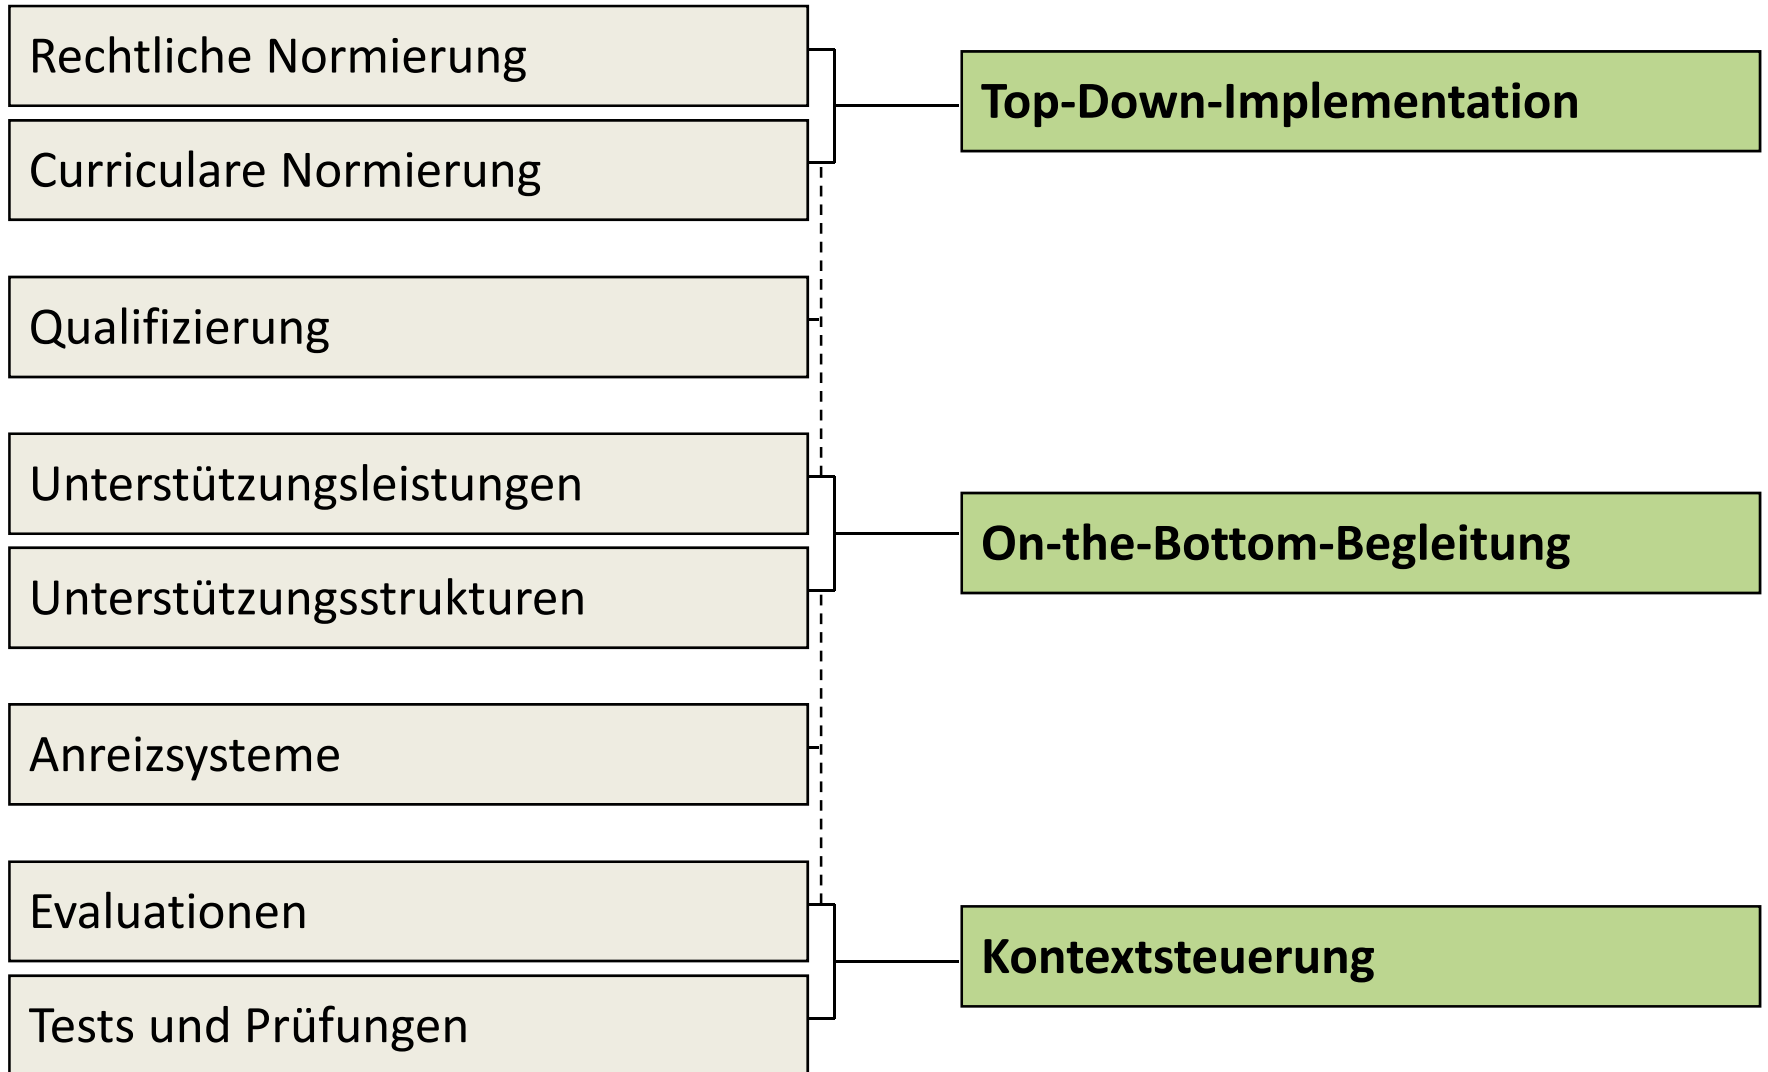 Rechtliche Normierung
Top-Down-Implementation
Curriculare Normierung
Qualifizierung
Unterstützungsleistungen
On-the-Bottom-Begleitung
Unterstützungsstrukturen
Anreizsysteme
Evaluationen
Kontextsteuerung
Tests und Prüfungen